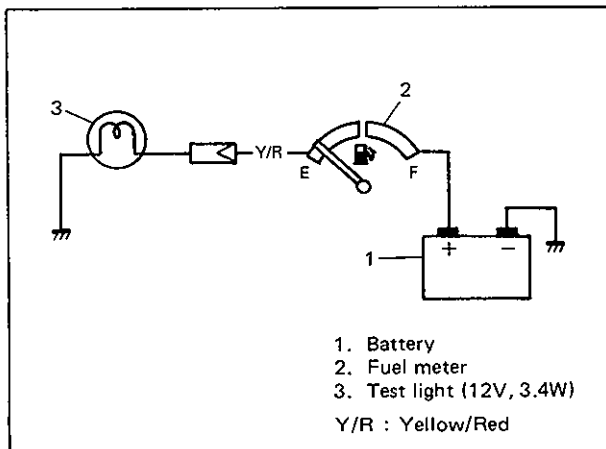 3
2
Y/R
E
F
+
−
1
1. Battery
2. Fuel meter
3. Test light (12V, 3.4W)
Y/R : Yellow/Red